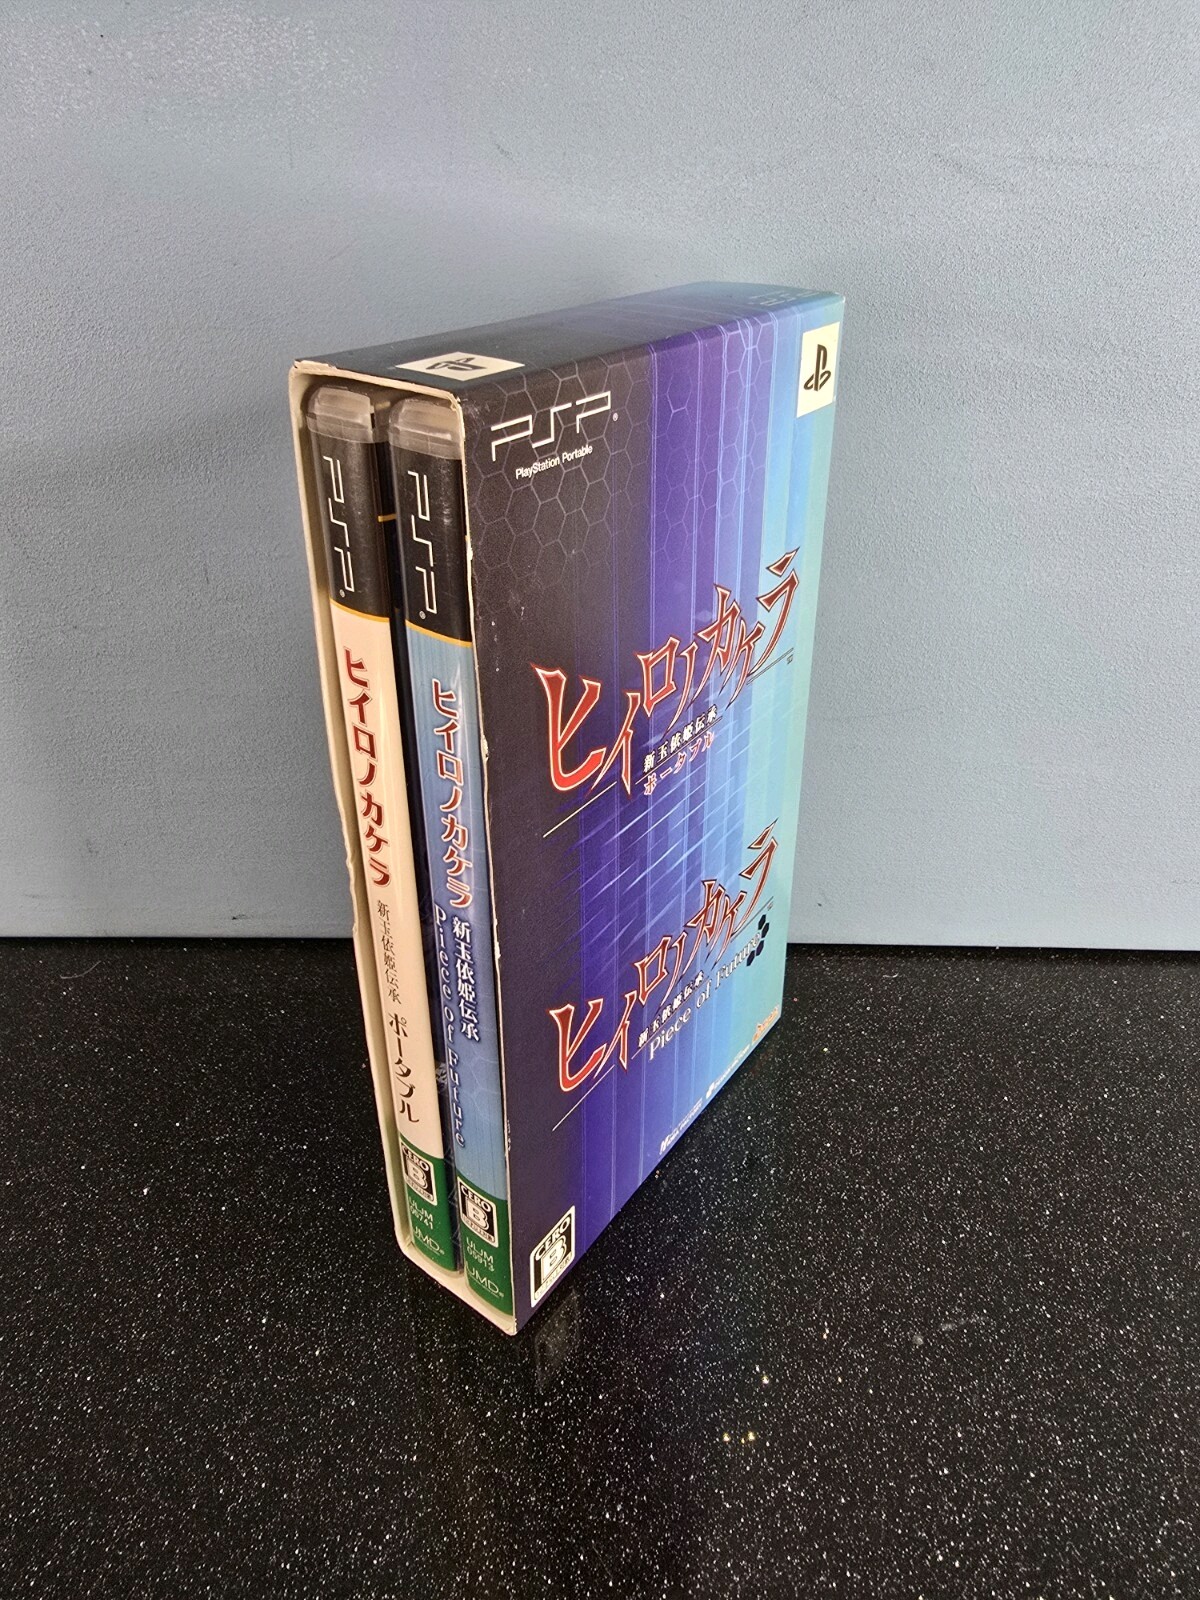 PSP
ヒイロノカケラ
新玉依姫伝承
ポータブル
CERO
B
ULJM
UMD
PSP
ヒイロノカケラ
新玉依姫伝承
Piece of Future
CERO
B
ULJM
05913
UMD
PSP
PlayStation Portable
ヒイロノカケラ
新玉依姫伝承
ポータブル
ヒイロノカケラ
新玉依姫伝承
Piece of Future
CERO
B